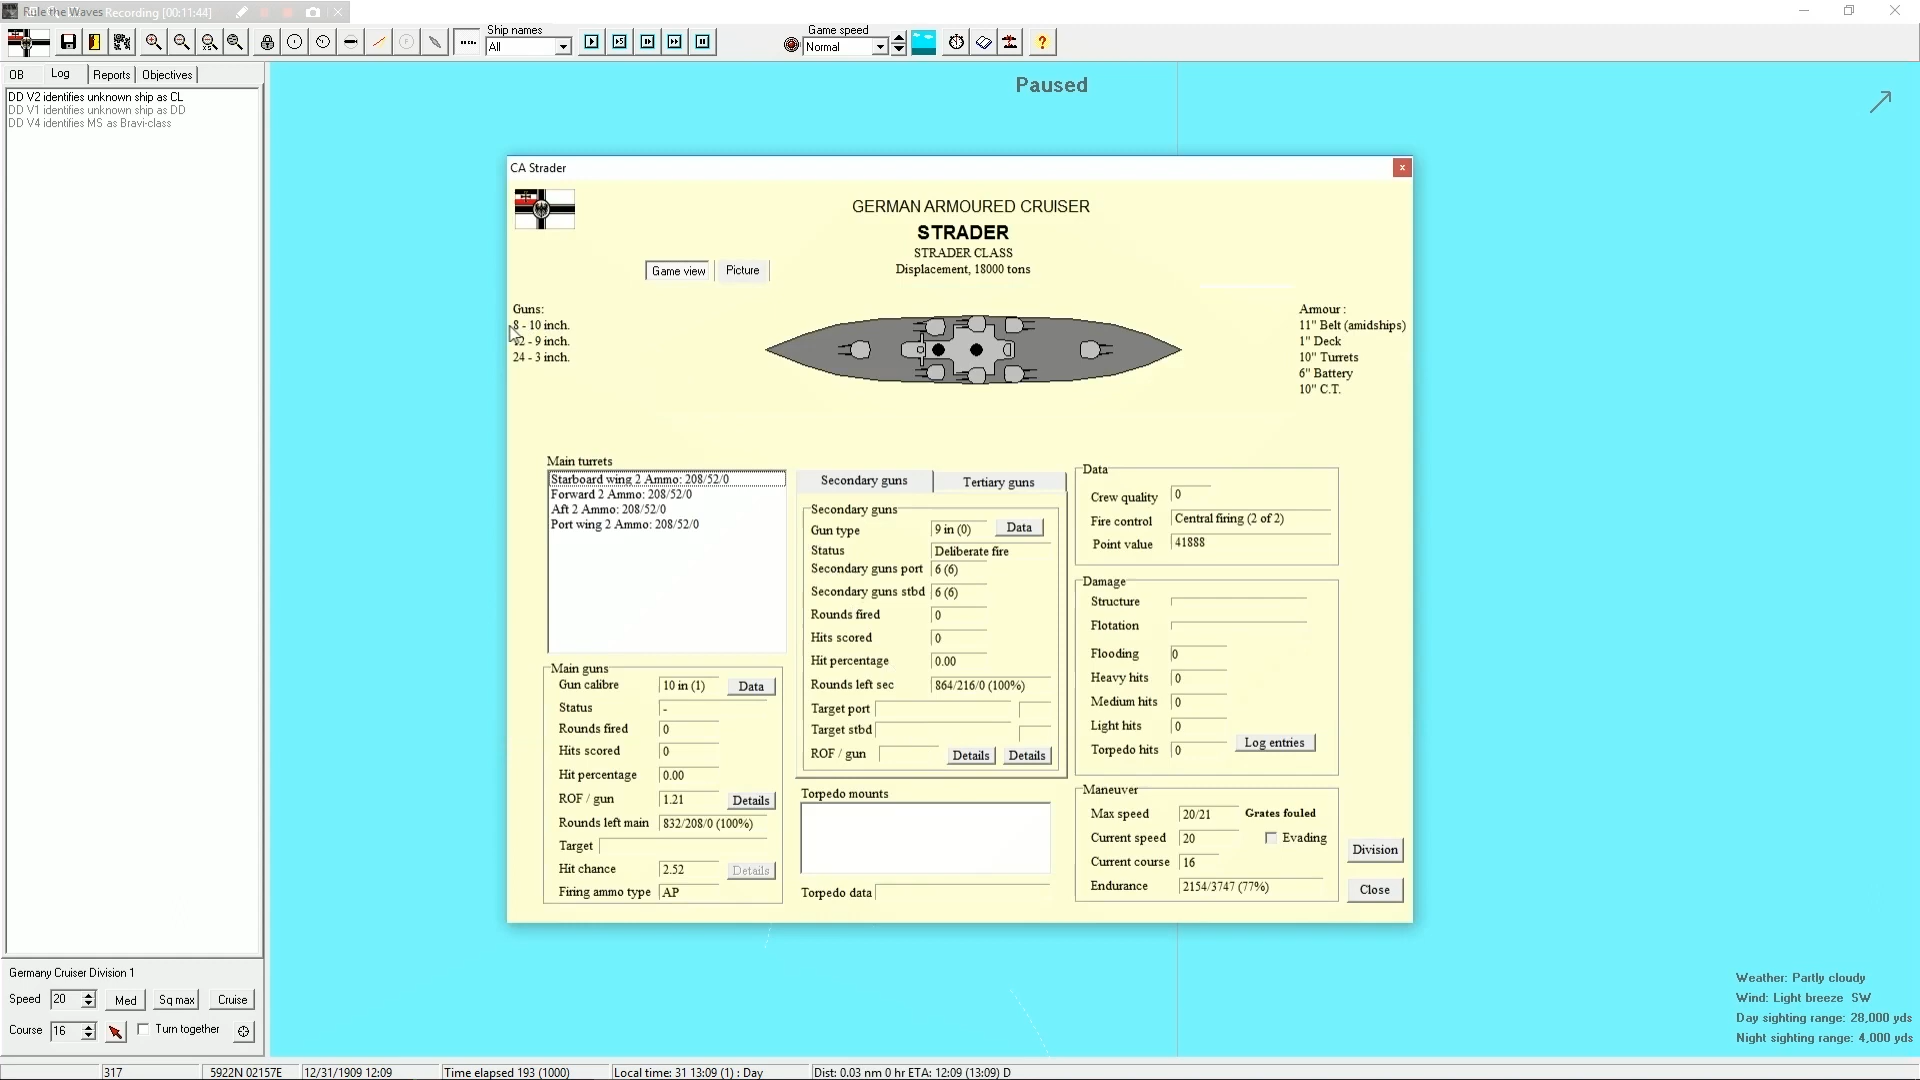 Rule the Waves Recording [00:11:44]
Ship names
All
Game speed
Normal
OB Log Reports Objectives
DD V2 identifies unknown ship as CL
DD V1 identifies unknown ship as DD
DD V4 identifies MS as Bravi-class
Paused
CA Strader
GERMAN ARMOURED CRUISER
STRADER
STRADER CLASS
Displacement, 18000 tons
Game view Picture
Guns:
8 - 10 inch.
12 - 9 inch.
24 - 3 inch.
Armour :
11" Belt (amidships)
1" Deck
10" Turrets
6" Battery
10" C.T.
Main turrets
Starboard wing 2 Ammo: 208/52/0
Forward 2 Ammo: 208/52/0
Aft 2 Ammo: 208/52/0
Port wing 2 Ammo: 208/52/0
Main guns
Gun calibre 10 in (1) Data
Status -
Rounds fired 0
Hits scored 0
Hit percentage 0.00
ROF / gun 1.21 Details
Rounds left main 832/208/0 (100%)
Target
Hit chance 2.52 Details
Firing ammo type AP
Secondary guns Tertiary guns
Secondary guns
Gun type 9 in (0) Data
Status Deliberate fire
Secondary guns port 6 (6)
Secondary guns stbd 6 (6)
Rounds fired 0
Hits scored 0
Hit percentage 0.00
Rounds left sec 864/216/0 (100%)
Target port
Target stbd
ROF / gun Details Details
Torpedo mounts
Torpedo data
Data
Crew quality 0
Fire control Central firing (2 of 2)
Point value 41888
Damage
Structure
Flotation
Flooding 0
Heavy hits 0
Medium hits 0
Light hits 0
Torpedo hits 0 Log entries
Maneuver
Max speed 20/21 Grates fouled
Current speed 20 Evading
Current course 16
Endurance 2154/3747 (77%)
Division
Close
Germany Cruiser Division 1
Speed 20 Med Sq max Cruise
Course 16 Turn together
Weather: Partly cloudy
Wind: Light breeze SW
Day sighting range: 28,000 yds
Night sighting range: 4,000 yds
317 5922N 02157E 12/31/1909 12:09 Time elapsed 193 (1000) Local time: 31 13:09 (1) : Day Dist: 0.03 nm 0 hr ETA: 12:09 (13:09) D